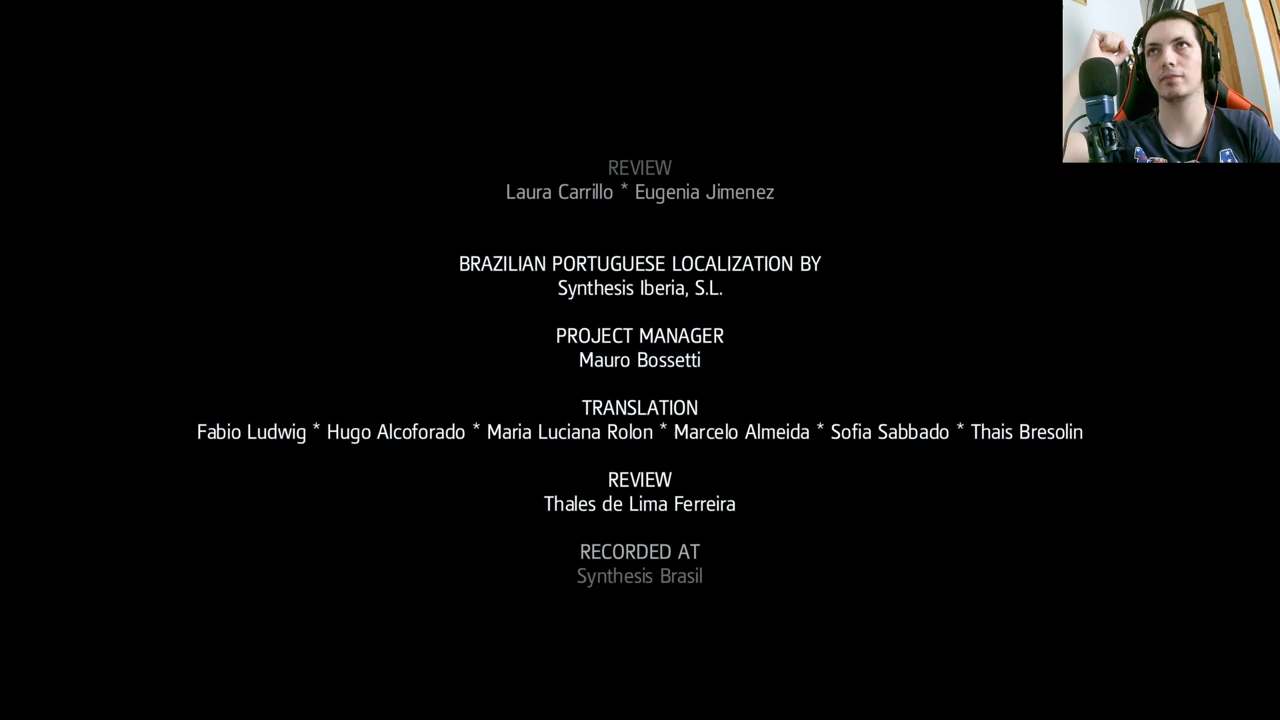 REVIEW
Laura Carrillo * Eugenia Jimenez
BRAZILIAN PORTUGUESE LOCALIZATION BY
Synthesis Iberia, S.L.
PROJECT MANAGER
Mauro Bossetti
TRANSLATION
Fabio Ludwig * Hugo Alcoforado * Maria Luciana Rolon * Marcelo Almeida * Sofia Sabbado * Thais Bresolin
REVIEW
Thales de Lima Ferreira
RECORDED AT
Synthesis Brasil